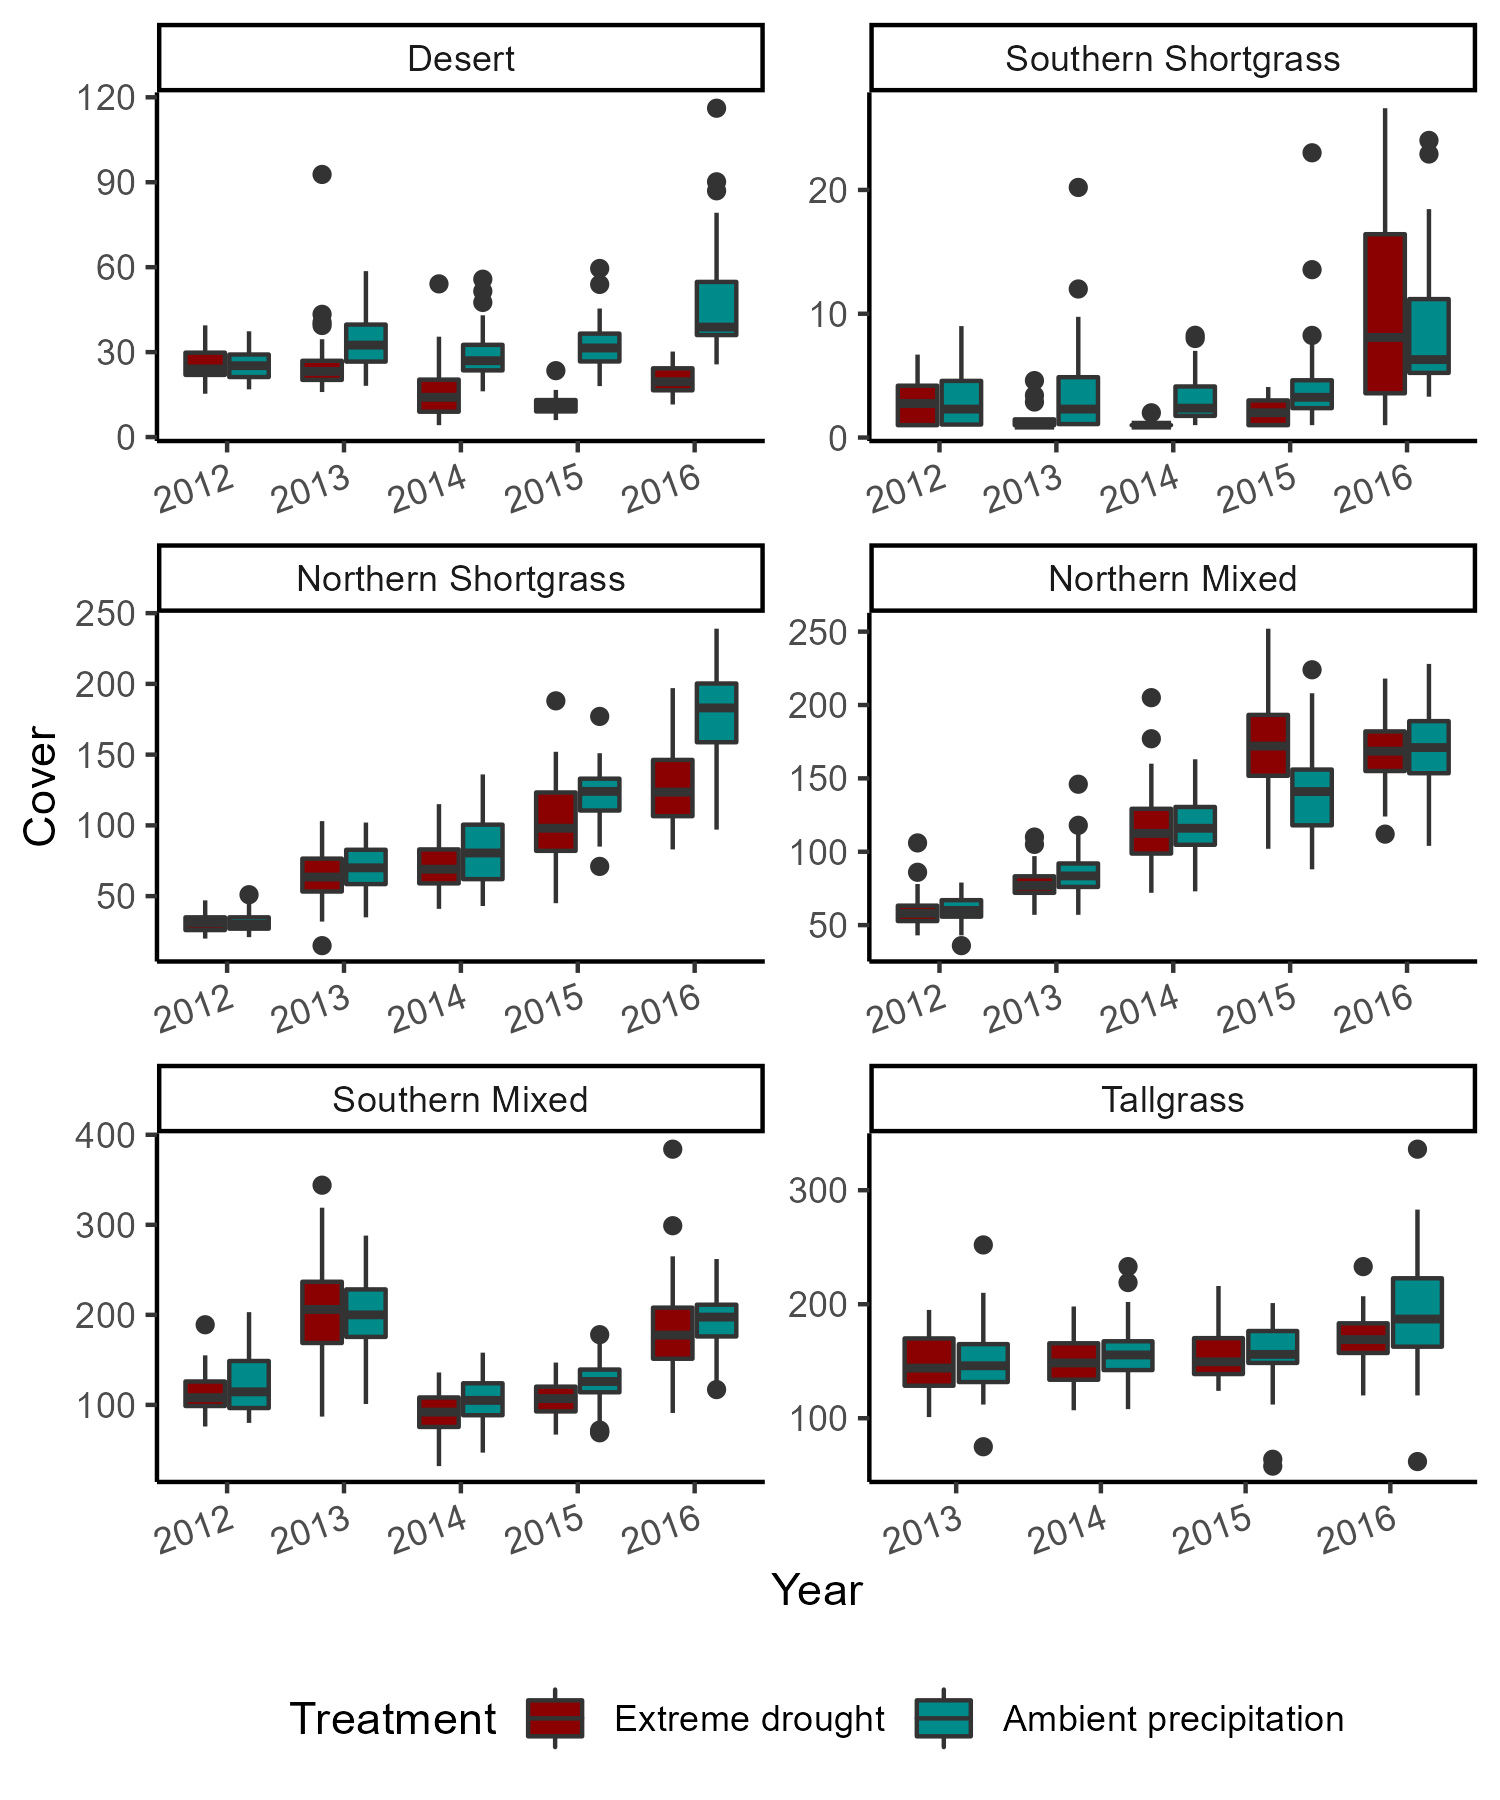 Desert
Southern Shortgrass
120
90
60
30
0
20
10
0
2012 2013 2014 2015 2016
2012 2013 2014 2015 2016
Northern Shortgrass
Northern Mixed
250
200
150
100
50
250
200
150
100
50
Cover
2012 2013 2014 2015 2016
2012 2013 2014 2015 2016
Southern Mixed
Tallgrass
400
300
200
100
300
200
100
2012 2013 2014 2015 2016
2013 2014 2015 2016
Year
Treatment Extreme drought Ambient precipitation